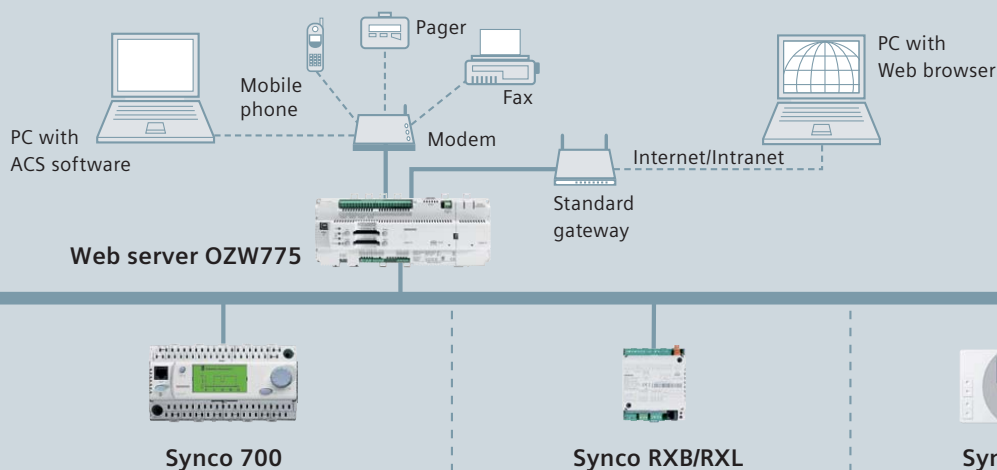 Pager
PC with
Web browser
Mobile
phone
Fax
PC with
ACS software
Modem
Internet/Intranet
Standard
gateway
Web server OZW775
Synco 700
Synco RXB/RXL